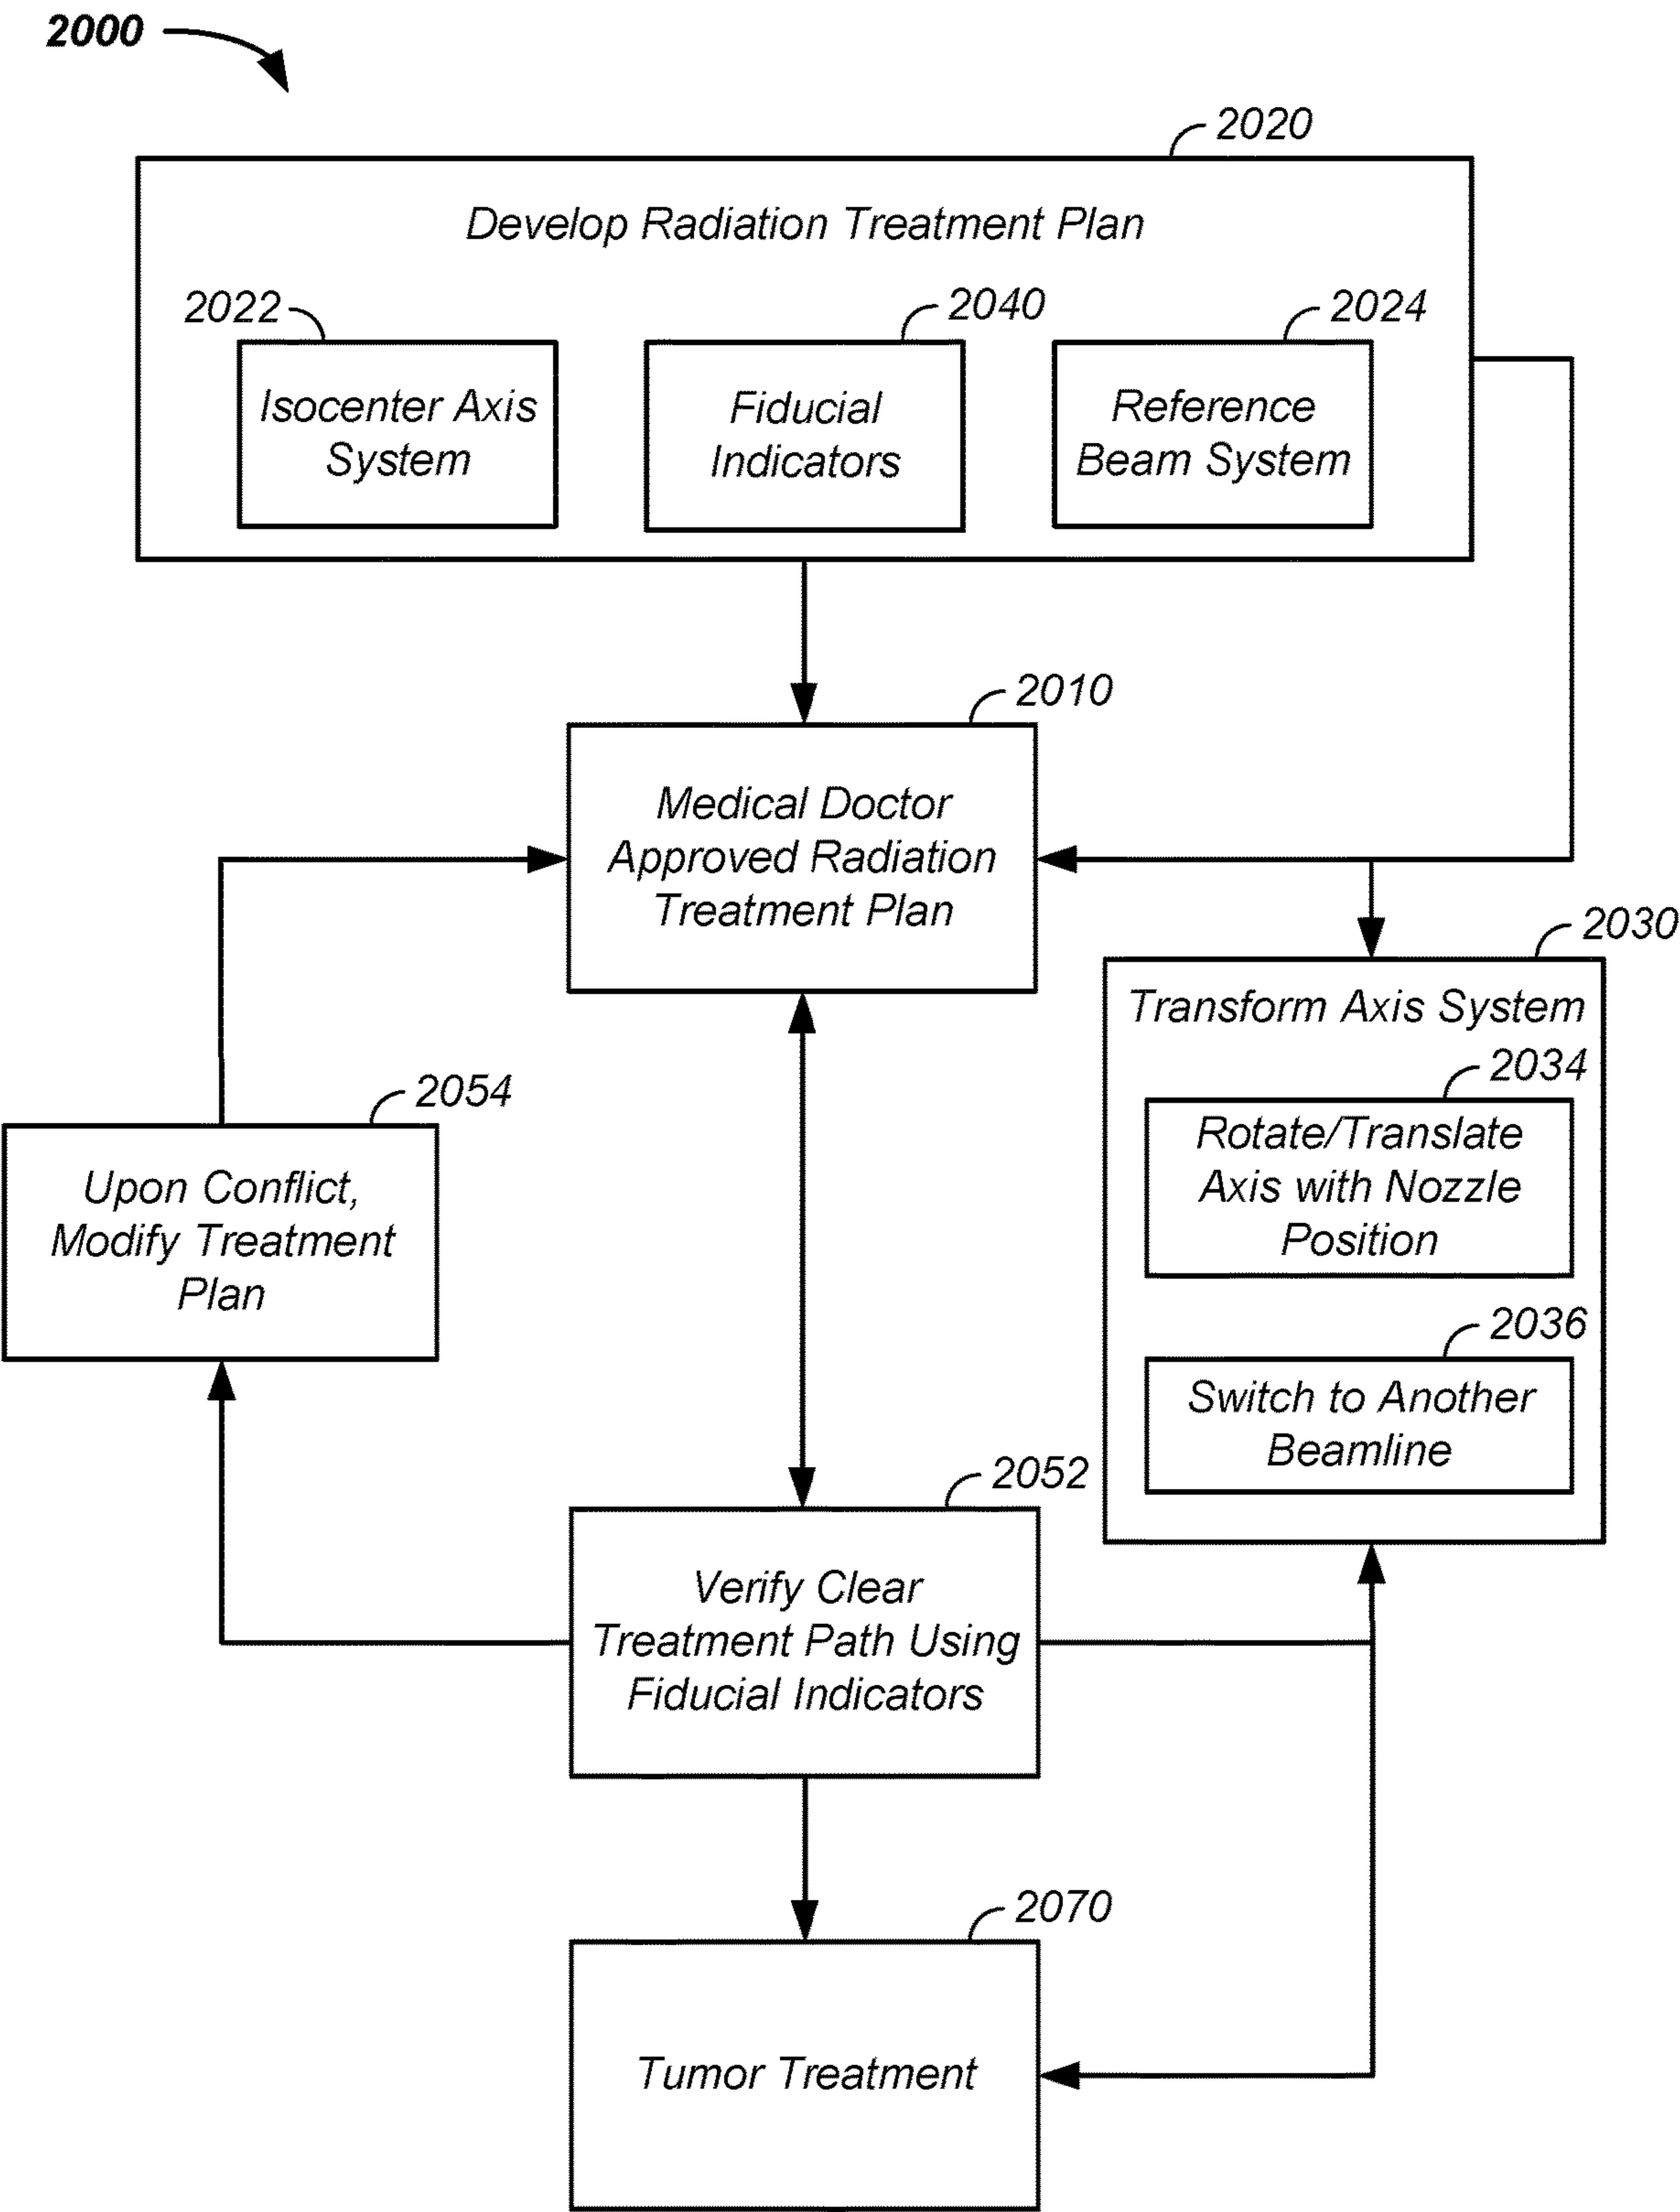 2000
2020
Develop Radiation Treatment Plan
2022
2040
2024
Isocenter Axis
System
Fiducial
Indicators
Reference
Beam System
2010
Medical Doctor
Approved Radiation
Treatment Plan
2030
Transform Axis System
2034
Rotate/Translate
Axis with Nozzle
Position
2036
Switch to Another
Beamline
2054
Upon Conflict,
Modify Treatment
Plan
2052
Verify Clear
Treatment Path Using
Fiducial Indicators
2070
Tumor Treatment